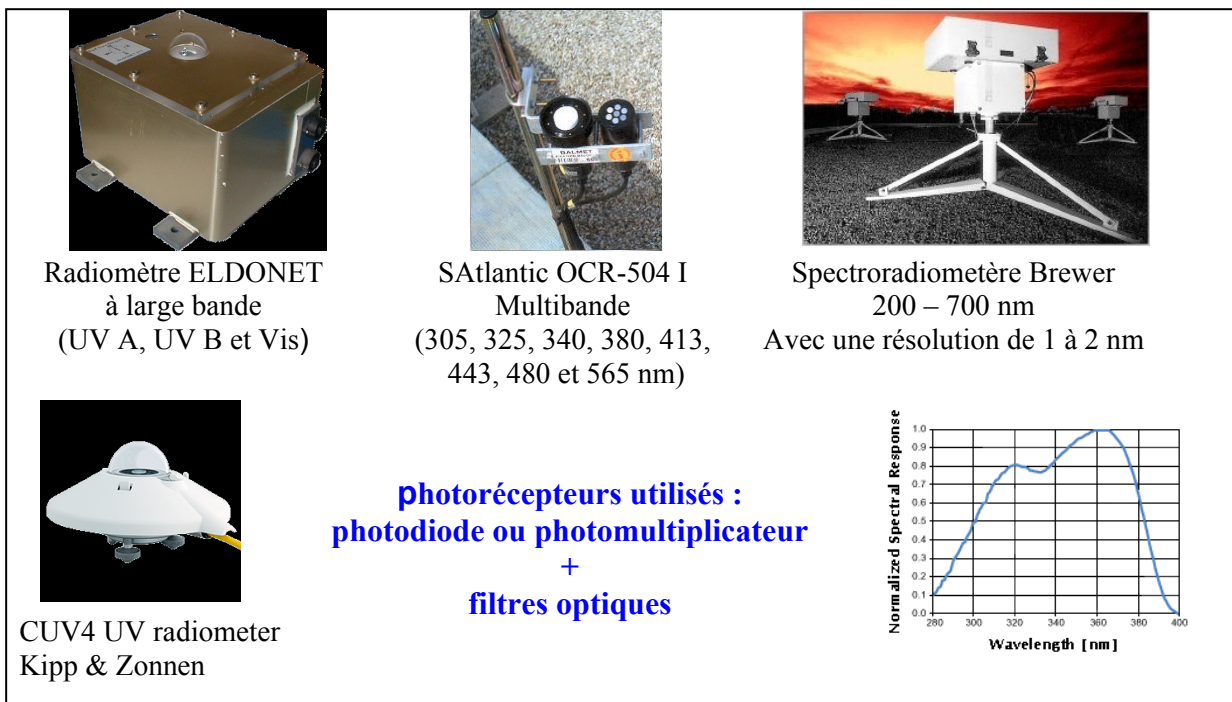 Radiomètre ELDONET
à large bande
(UV A, UV B et Vis)
SAtlantic OCR-504 I
Multibande
(305, 325, 340, 380, 413,
443, 480 et 565 nm)
Spectroradiometère Brewer
200 – 700 nm
Avec une résolution de 1 à 2 nm
SALMET
CUV4 UV radiometer
Kipp & Zonnen
photorécepteurs utilisés :
photodiode ou photomultiplicateur
+
filtres optiques
Normalized Spectral Response
1.0
0.9
0.8
0.7
0.6
0.5
0.4
0.3
0.2
0.1
0.0
280 300 320 340 360 380 400
Wavelength [nm]